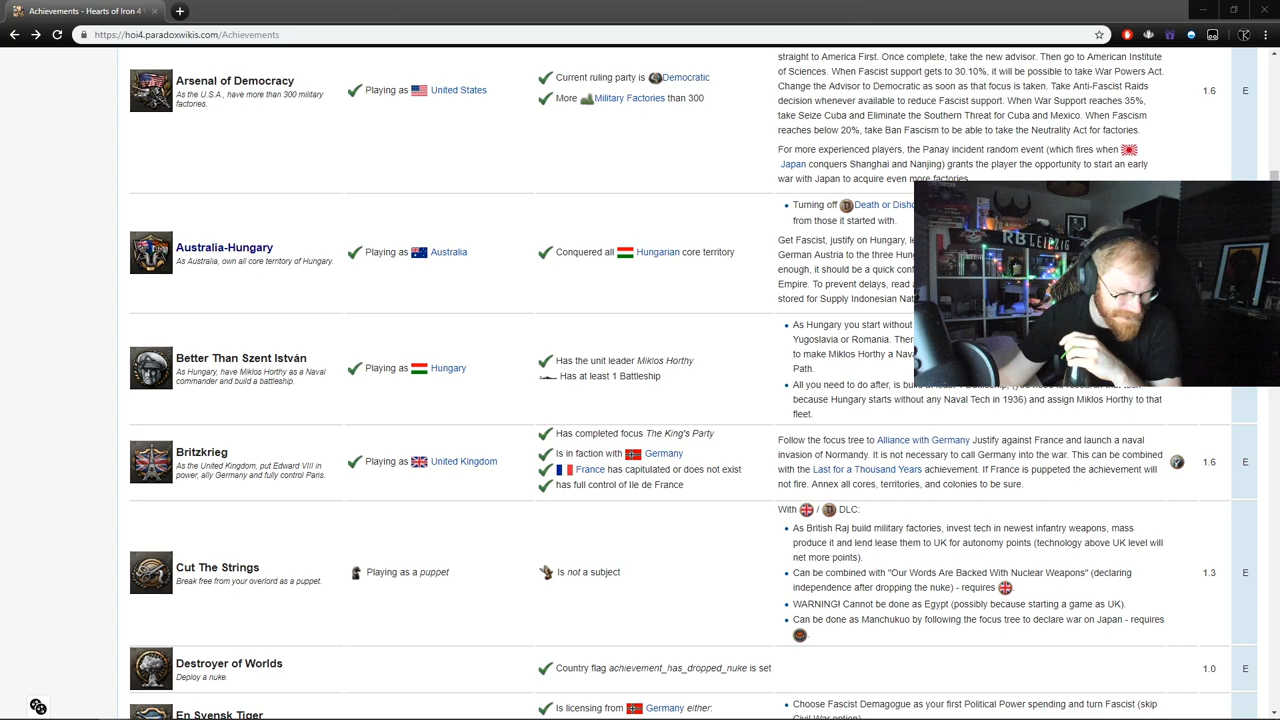 Achievements - Hearts of Iron 4
https://hoi4.paradoxwikis.com/Achievements
straight to America First. Once complete, take the new advisor. Then go to American Institute
of Sciences. When Fascist support gets to 30.10%, it will be possible to take War Powers Act.
Change the Advisor to Democratic as soon as that focus is taken. Take Anti-Fascist Raids
decision whenever available to reduce Fascist support. When War Support reaches 35%,
take Seize Cuba and Eliminate the Southern Threat for Cuba and Mexico. When Fascism
reaches below 20%, take Ban Fascism to be able to take the Neutrality Act for factories.
For more experienced players, the Panay incident random event (which fires when
Japan conquers Shanghai and Nanjing) grants the player the opportunity to start an early
war with Japan to acquire even more factories.
Arsenal of Democracy
As the U.S.A., have more than 300 military
factories.
Playing as United States
Current ruling party is Democratic
More Military Factories than 300
1.6
E
Australia-Hungary
As Australia, own all core territory of Hungary.
Playing as Australia
Conquered all Hungarian core territory
Turning off Death or Disho
from those it started with.
Get Fascist, justify on Hungary, le
German Austria to the three Hun
enough, it should be a quick con
Empire. To prevent delays, read
stored for Supply Indonesian Nat
RB LEIPZIG
Better Than Szent István
As Hungary, have Miklos Horthy as a Naval
commander and build a battleship.
Playing as Hungary
Has the unit leader Miklos Horthy
Has at least 1 Battleship
As Hungary you start without
Yugoslavia or Romania. Ther
to make Miklos Horthy a Nava
Path.
All you need to do after, is
because Hungary starts without any Naval Tech in 1936) and assign Miklos Horthy to that
fleet.
Britzkrieg
As the United Kingdom, put Edward VIII in
power, ally Germany and fully control Paris.
Playing as United Kingdom
Has completed focus The King's Party
Is in faction with Germany
France has capitulated or does not exist
has full control of Ile de France
Follow the focus tree to Alliance with Germany Justify against France and launch a naval
invasion of Normandy. It is not necessary to call Germany into the war. This can be combined
with the Last for a Thousand Years achievement. If France is puppeted the achievement will
not fire. Annex all cores, territories, and colonies to be sure.
1.6
E
Cut The Strings
Break free from your overlord as a puppet.
Playing as a puppet
Is not a subject
With / DLC:
As British Raj build military factories, invest tech in newest infantry weapons, mass
produce it and lend lease them to UK for autonomy points (technology above UK level will
net more points).
Can be combined with "Our Words Are Backed With Nuclear Weapons" (declaring
independence after dropping the nuke) - requires .
WARNING! Cannot be done as Egypt (possibly because starting a game as UK).
Can be done as Manchukuo by following the focus tree to declare war on Japan - requires
.
1.3
E
Destroyer of Worlds
Deploy a nuke.
Country flag achievement_has_dropped_nuke is set
1.0
E
En Svensk Tiger
Is licensing from Germany either:
Choose Fascist Demagogue as your first Political Power spending and turn Fascist (skip
Civil War option)